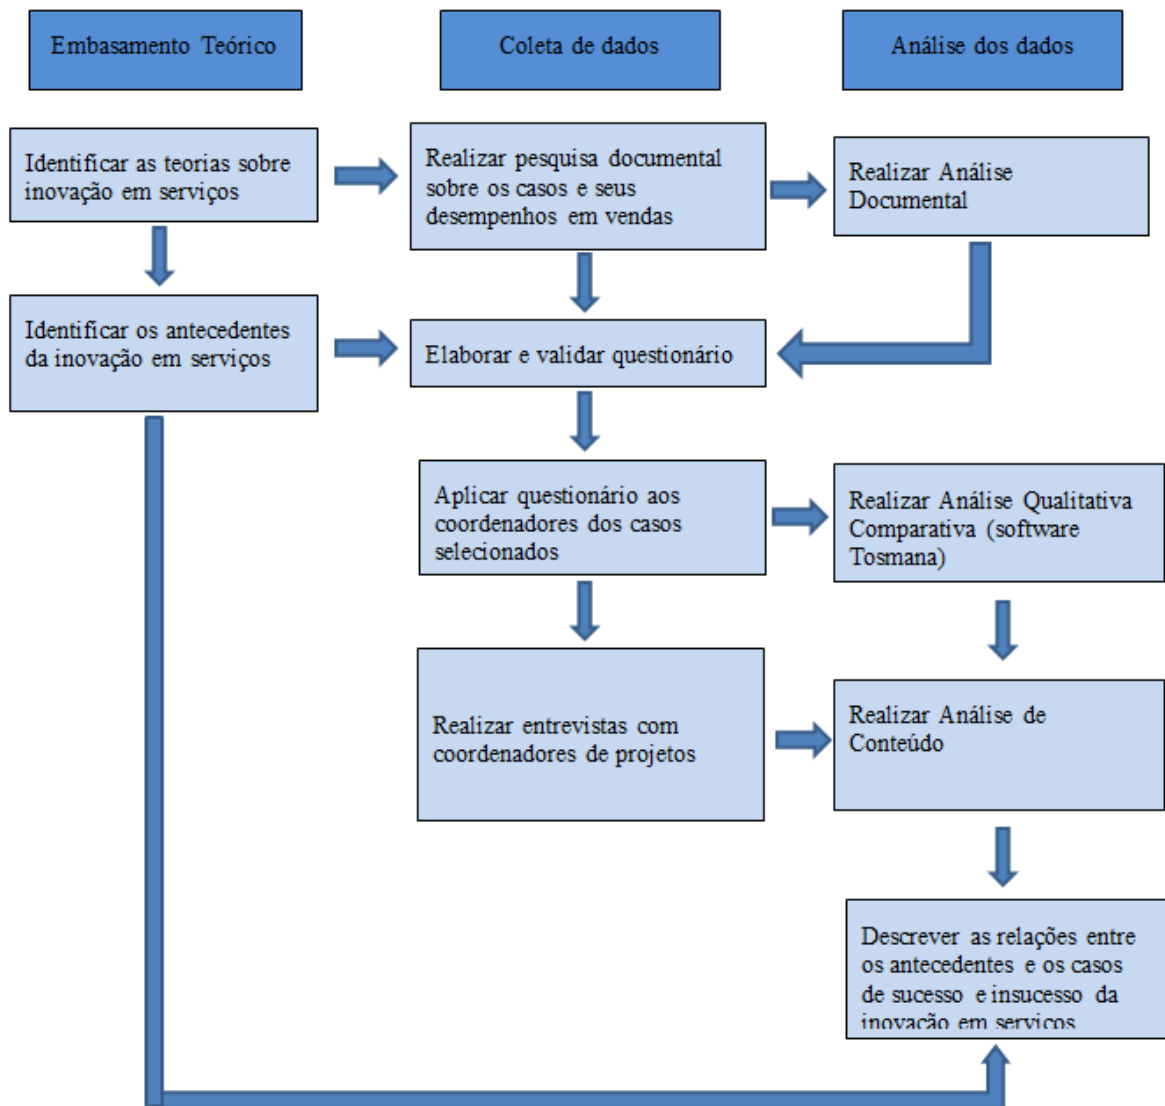 Embasamento Teórico
Coleta de dados
Análise dos dados
Identificar as teorias sobre
inovação em serviços
Realizar pesquisa documental
sobre os casos e seus
desempenhos em vendas
Realizar Análise
Documental
Identificar os antecedentes
da inovação em serviços
Elaborar e validar questionário
Aplicar questionário aos
coordenadores dos casos
selecionados
Realizar Análise Qualitativa
Comparativa (software
Tosmana)
Realizar entrevistas com
coordenadores de projetos
Realizar Análise de
Conteúdo
Descrever as relações entre
os antecedentes e os casos
de sucesso e insucesso da
inovação em serviços